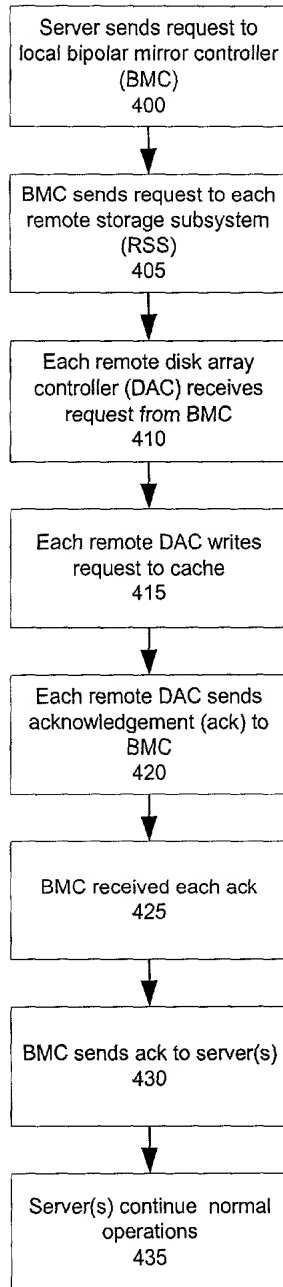 Server sends request to
local bipolar mirror controller
(BMC)
400
BMC sends request to each
remote storage subsystem
(RSS)
405
Each remote disk array
controller (DAC) receives
request from BMC
410
Each remote DAC writes
request to cache
415
Each remote DAC sends
acknowledgement (ack) to
BMC
420
BMC received each ack
425
BMC sends ack to server(s)
430
Server(s) continue normal
operations
435